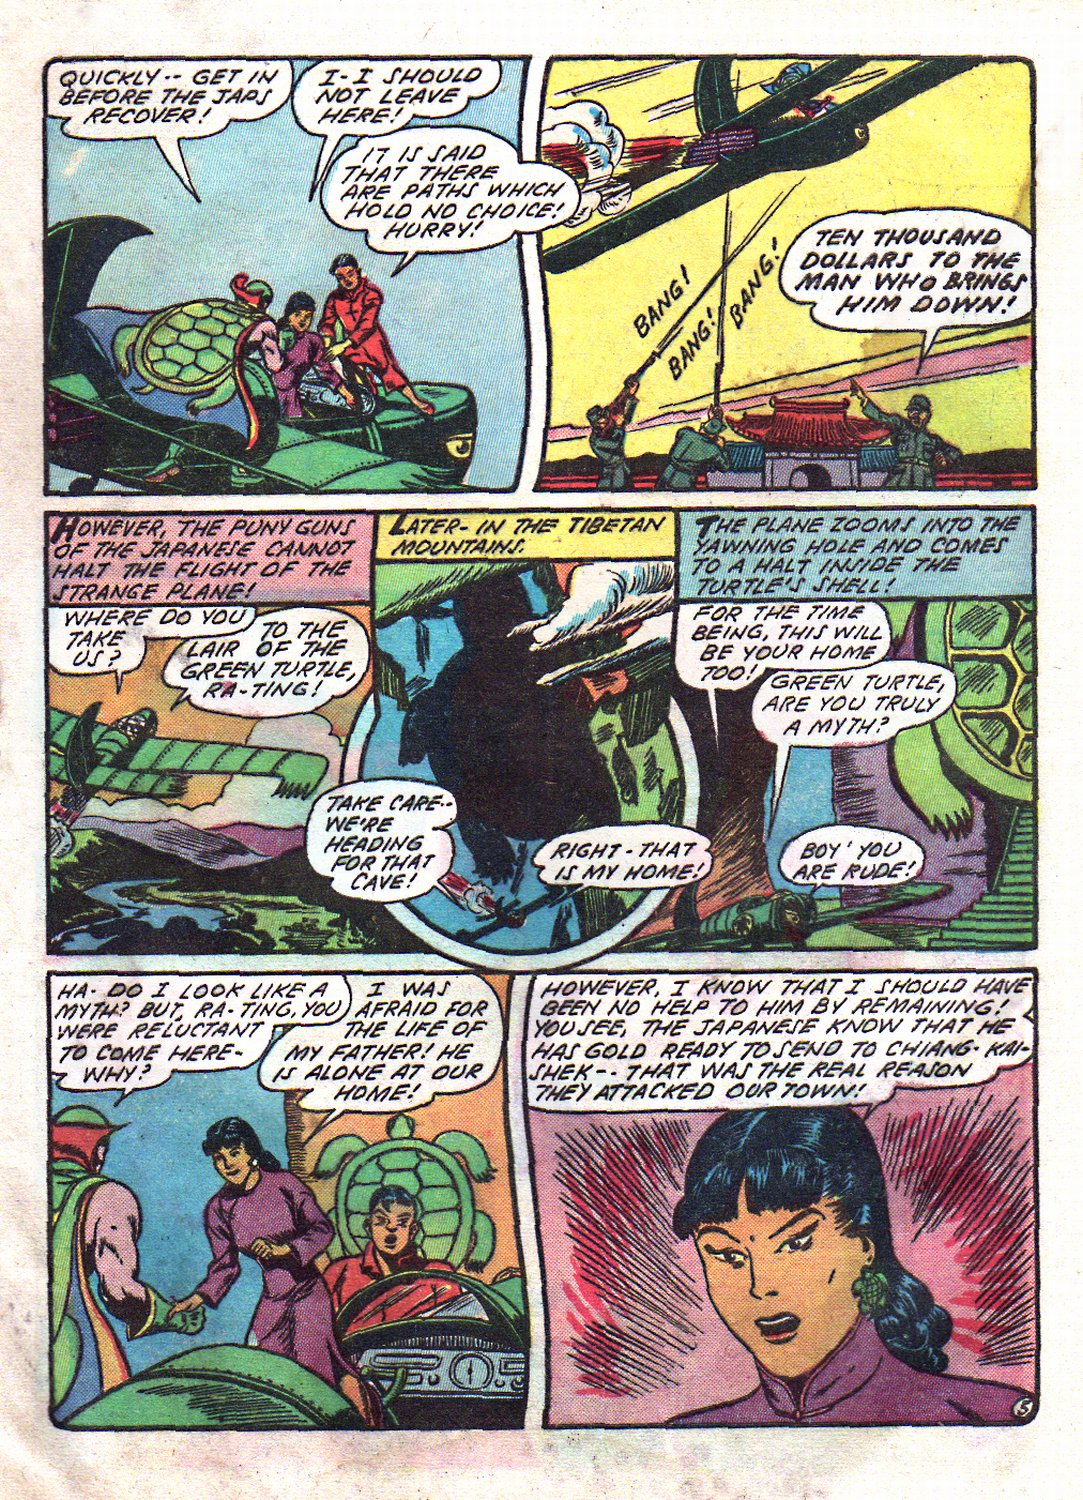 QUICKLY-- GET IN
BEFORE THE JAPS
RECOVER!
I-I SHOULD
NOT LEAVE
HERE!
IT IS SAID
THAT THERE
ARE PATHS WHICH
HOLD NO CHOICE!
HURRY!
BANG!
BANG!
BANG!
TEN THOUSAND
DOLLARS TO THE
MAN WHO BRINGS
HIM DOWN!
HOWEVER, THE PUNY GUNS
OF THE JAPANESE CANNOT
HALT THE FLIGHT OF THE
STRANGE PLANE!
WHERE DO YOU
TAKE
US?
TO THE
LAIR OF THE
GREEN TURTLE,
RA-TING!
LATER- IN THE TIBETAN
MOUNTAINS.
TAKE CARE--
WE'RE
HEADING
FOR THAT
CAVE!
RIGHT-THAT
IS MY HOME!
THE PLANE ZOOMS INTO THE
YAWNING HOLE AND COMES
TO A HALT INSIDE THE
TURTLE'S SHELL!
FOR THE TIME
BEING, THIS WILL
BE YOUR HOME
TOO!
GREEN TURTLE,
ARE YOU TRULY
A MYTH?
BOY! YOU
ARE RUDE!
HA- DO I LOOK LIKE A
MYTH? BUT, RA-TING, YOU
WERE RELUCTANT
TO COME HERE-
WHY?
I WAS
AFRAID FOR
THE LIFE OF
MY FATHER! HE
IS ALONE AT OUR
HOME!
HOWEVER, I KNOW THAT I SHOULD HAVE
BEEN NO HELP TO HIM BY REMAINING!
YOU SEE, THE JAPANESE KNOW THAT HE
HAS GOLD READY TO SEND TO CHIANG-KAI-
SHEK-- THAT WAS THE REAL REASON
THEY ATTACKED OUR TOWN!
5